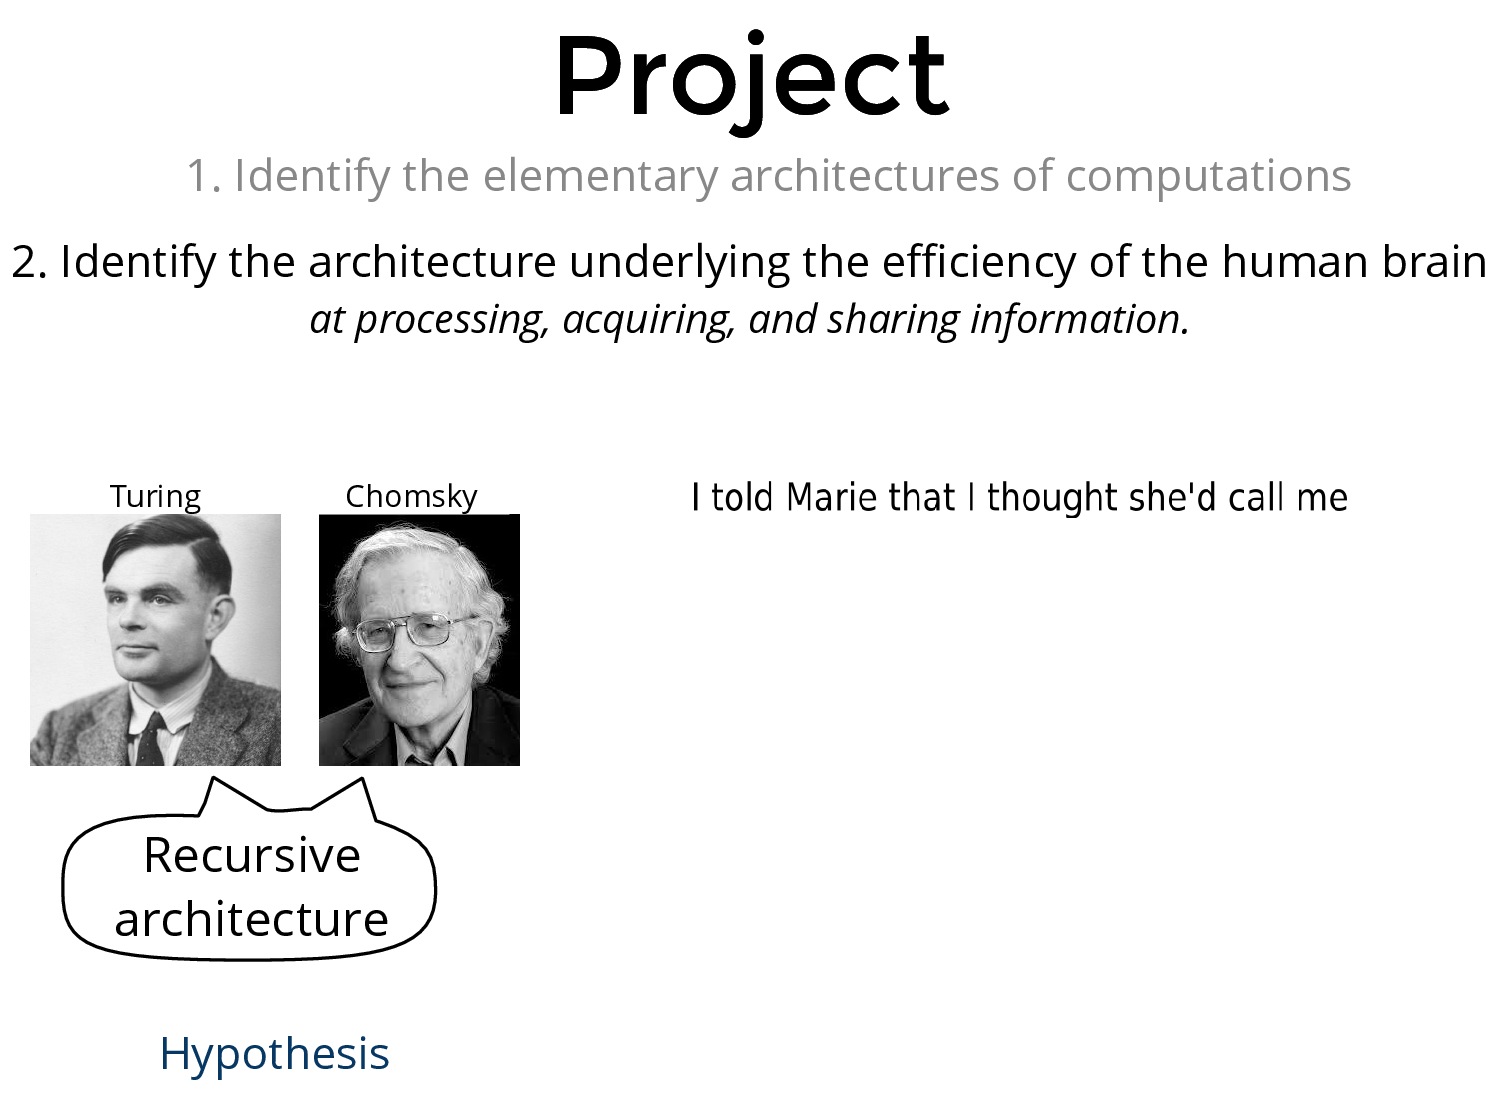 Project
1. Identify the elementary architectures of computations
2. Identify the architecture underlying the efficiency of the human brain
at processing, acquiring, and sharing information.
Turing
Chomsky
I told Marie that I thought she'd call me
Recursive
architecture
Hypothesis